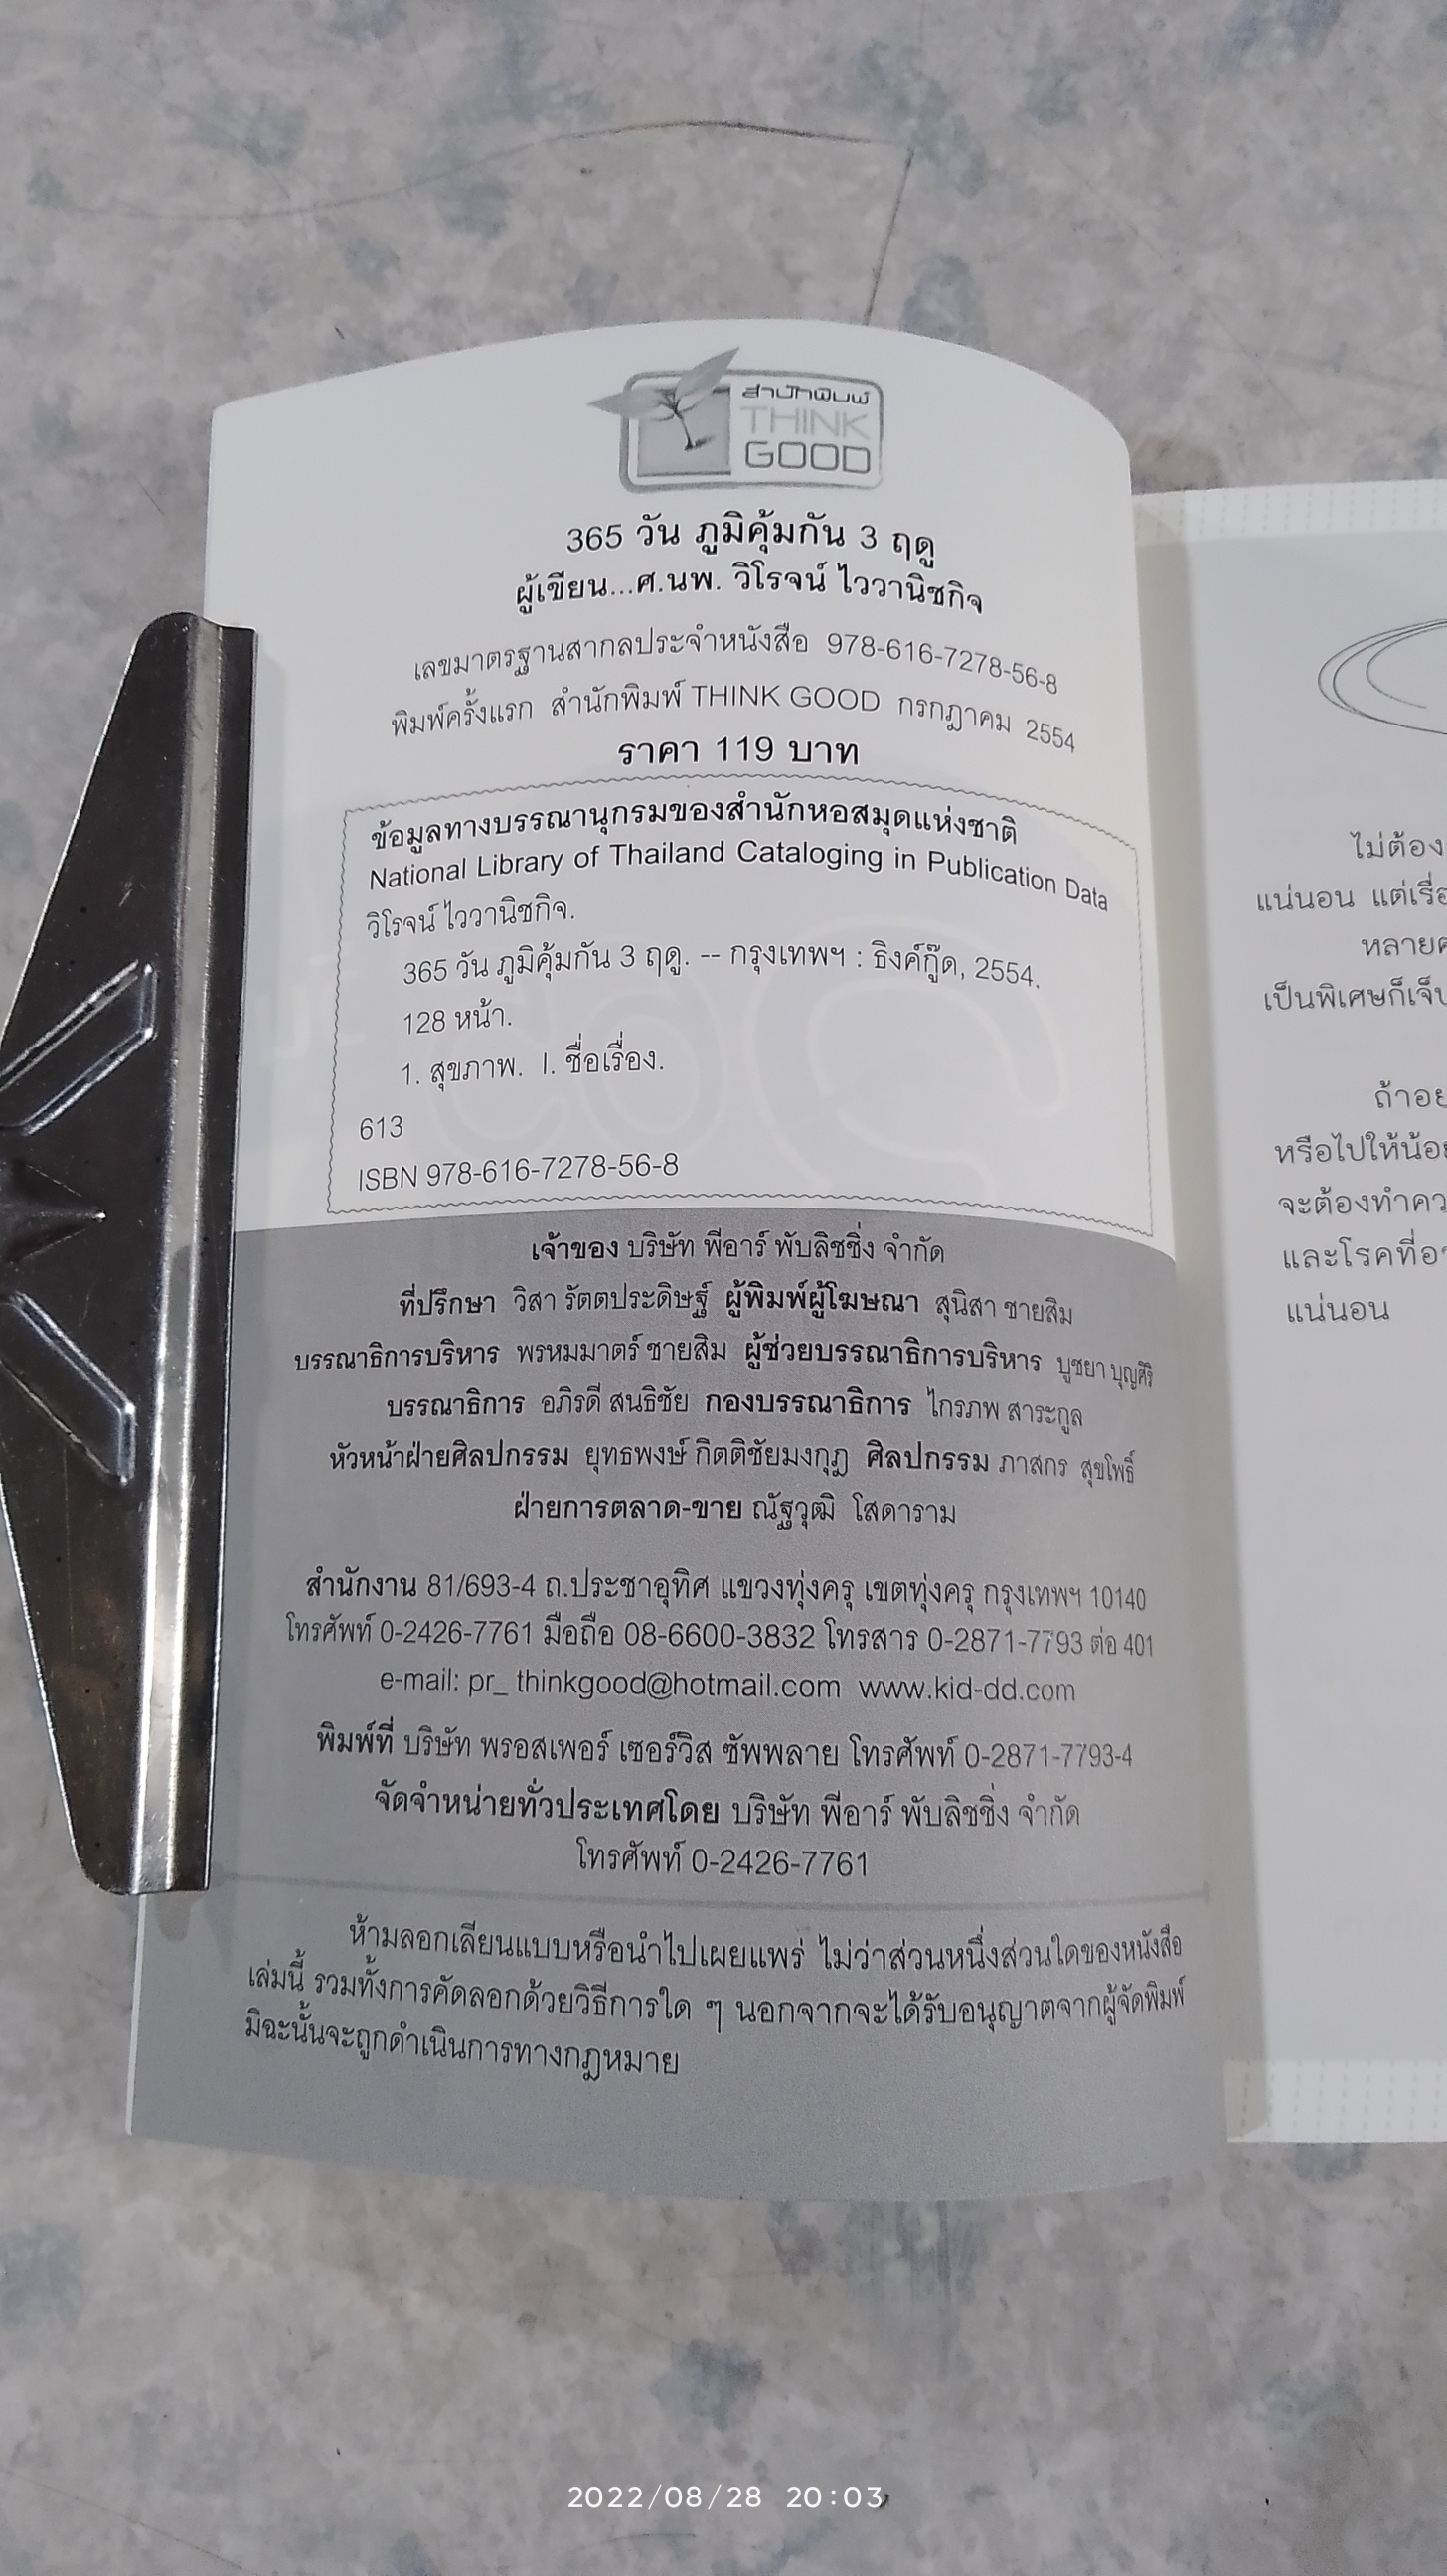 สำนักพิมพ์
THINK
GOOD
365 วัน ภูมิคุ้มกัน 3 ฤดู
ผู้เขียน...ศ.นพ. วิโรจน์ ไววานิชกิจ
เลขมาตรฐานสากลประจำหนังสือ 978-616-7278-56-8
พิมพ์ครั้งแรก สำนักพิมพ์ THINK GOOD กรกฎาคม 2554
ราคา 119 บาท
ข้อมูลทางบรรณานุกรมของสำนักหอสมุดแห่งชาติ
National Library of Thailand Cataloging in Publication Data
วิโรจน์ ไววานิชกิจ.
365 วัน ภูมิคุ้มกัน 3 ฤดู. -- กรุงเทพฯ : ธิงค์กู๊ด, 2554.
128 หน้า.
1. สุขภาพ. I. ชื่อเรื่อง.
613
ISBN 978-616-7278-56-8
เจ้าของ บริษัท พีอาร์ พับลิชชิ่ง จำกัด
ที่ปรึกษา วิสา รัตตประดิษฐ์ ผู้พิมพ์ผู้โฆษณา สุนิสา ชายสิม
บรรณาธิการบริหาร พรหมมาตร์ ชายสิม ผู้ช่วยบรรณาธิการบริหาร บูชยา บุญศิริ
บรรณาธิการ อภิรดี สนธิชัย กองบรรณาธิการ ไกรภพ สาระกูล
หัวหน้าฝ่ายศิลปกรรม ยุทธพงษ์ กิตติชัยมงกุฎ ศิลปกรรม ภาสกร สุขโพธิ์
ฝ่ายการตลาด-ขาย ณัฐวุฒิ โสดาราม
สำนักงาน 81/693-4 ถ.ประชาอุทิศ แขวงทุ่งครุ เขตทุ่งครุ กรุงเทพฯ 10140
โทรศัพท์ 0-2426-7761 มือถือ 08-6600-3832 โทรสาร 0-2871-7793 ต่อ 401
e-mail: pr_ thinkgood@hotmail.com www.kid-dd.com
พิมพ์ที่ บริษัท พรอสเพอร์ เซอร์วิส ซัพพลาย โทรศัพท์ 0-2871-7793-4
จัดจำหน่ายทั่วประเทศโดย บริษัท พีอาร์ พับลิชชิ่ง จำกัด
โทรศัพท์ 0-2426-7761
ห้ามลอกเลียนแบบหรือนำไปเผยแพร่ ไม่ว่าส่วนหนึ่งส่วนใดของหนังสือ
เล่มนี้ รวมทั้งการคัดลอกด้วยวิธีการใด ๆ นอกจากจะได้รับอนุญาตจากผู้จัดพิมพ์
มิฉะนั้นจะถูกดำเนินการทางกฎหมาย
ไม่ต้อง
แน่นอน แต่เรื่อ
หลาย
เป็นพิเศษก็เจ็บ
ถ้าอย
หรือไปให้น้อย
จะต้องทำคว
และโรคที่อา
แน่นอน
2022/08/28 20:03